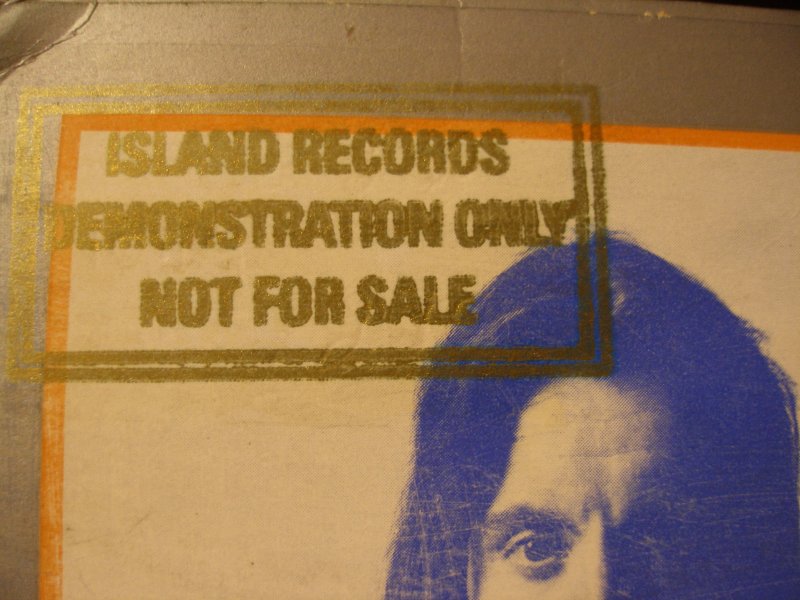 ISLAND RECORDS
DEMONSTRATION ONLY
NOT FOR SALE